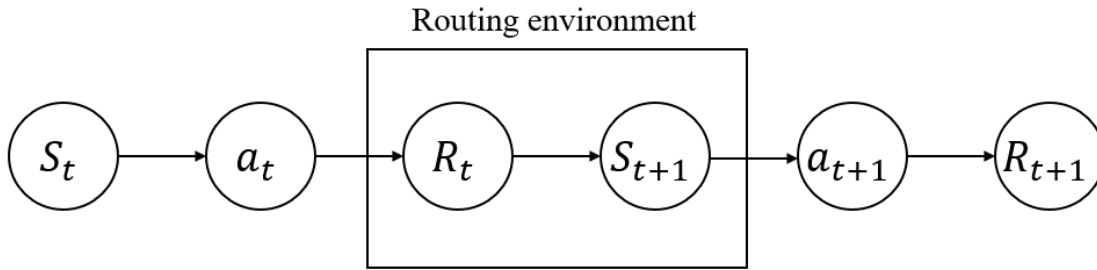 Routing environment
S_t a_t R_t S_{t+1} a_{t+1} R_{t+1}